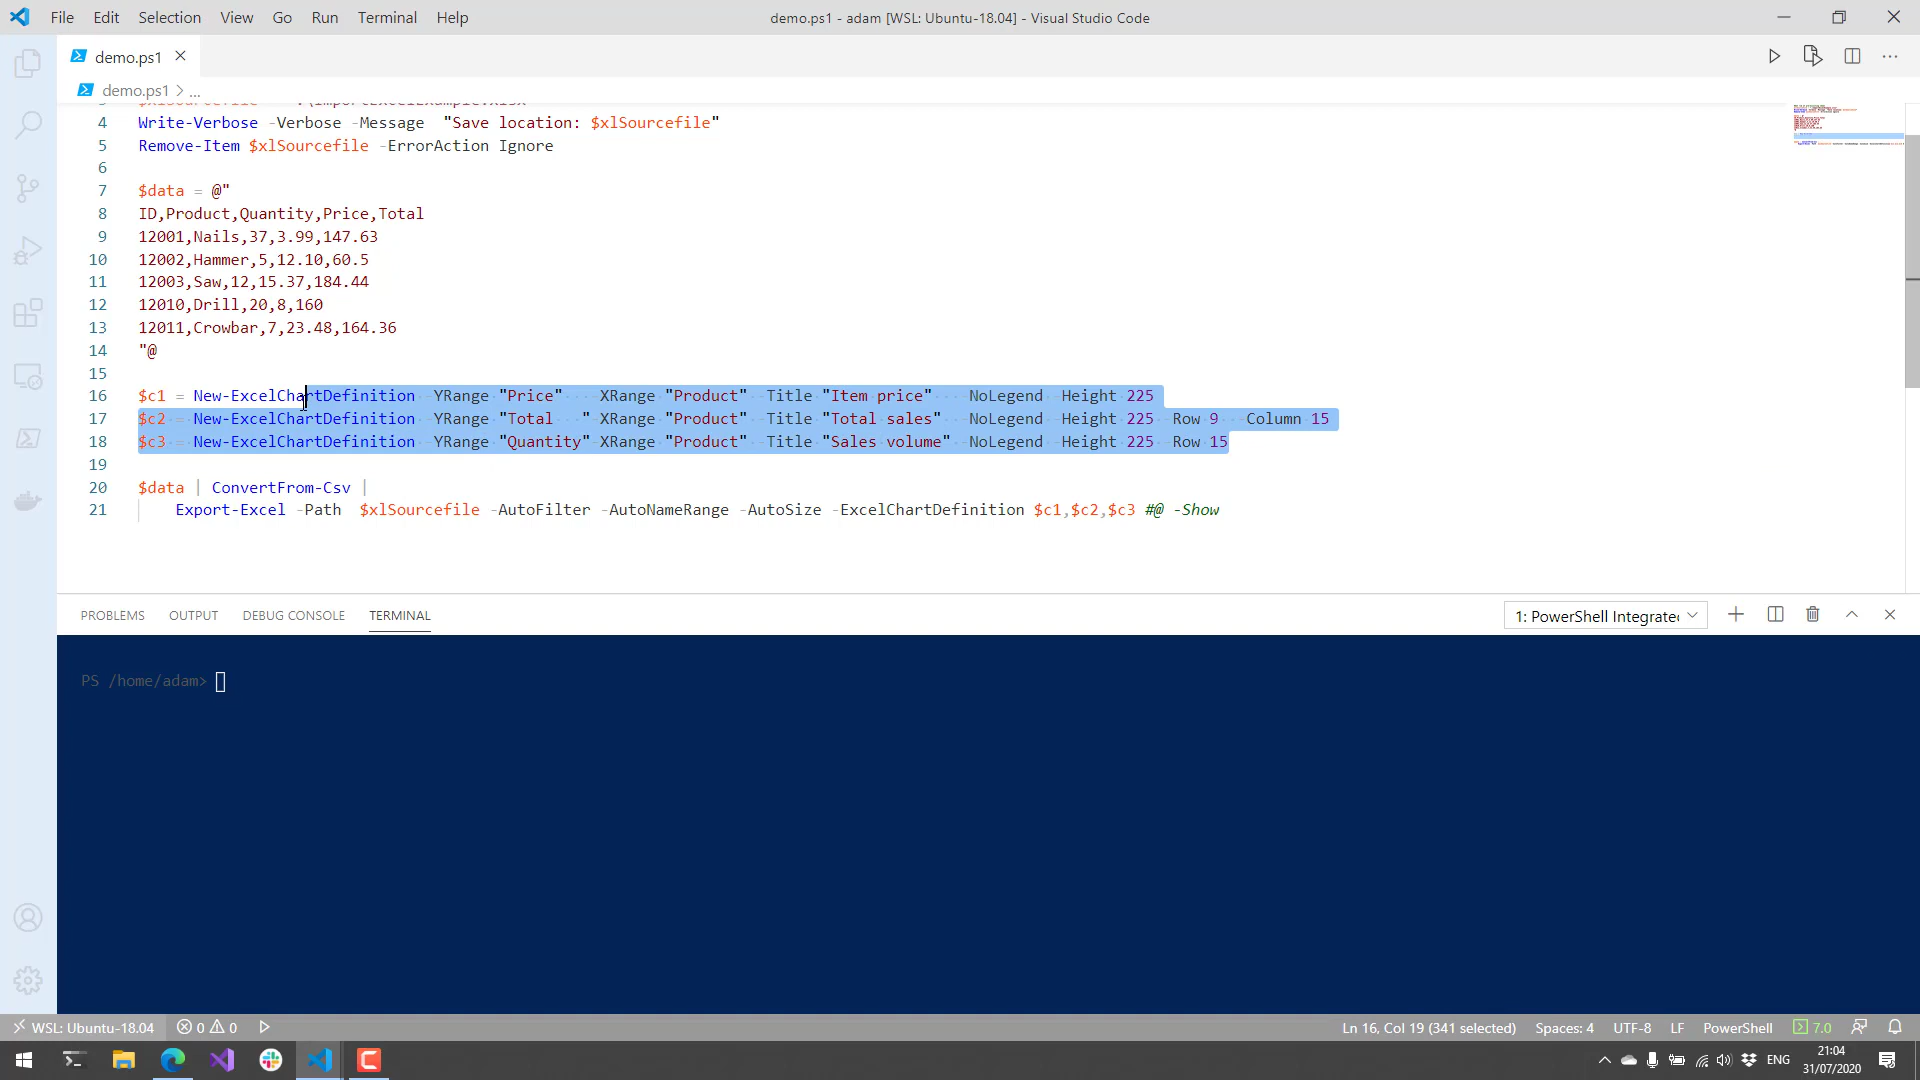 File Edit Selection View Go Run Terminal Help demo.ps1 - adam [WSL: Ubuntu-18.04] - Visual Studio Code
demo.ps1
demo.ps1 > ...
4 Write-Verbose -Verbose -Message "Save location: $xlSourcefile"
5 Remove-Item $xlSourcefile -ErrorAction Ignore
6
7 $data = @"
8 ID,Product,Quantity,Price,Total
9 12001,Nails,37,3.99,147.63
10 12002,Hammer,5,12.10,60.5
11 12003,Saw,12,15.37,184.44
12 12010,Drill,20,8,160
13 12011,Crowbar,7,23.48,164.36
14 "@
15
16 $c1 = New-ExcelChartDefinition YRange "Price" XRange "Product" Title "Item price" NoLegend Height 225
17 $c2 = New-ExcelChartDefinition YRange "Total " XRange "Product" Title "Total sales" NoLegend Height 225 Row 9 Column 15
18 $c3 = New-ExcelChartDefinition YRange "Quantity" XRange "Product" Title "Sales volume" NoLegend Height 225 Row 15
19
20 $data | ConvertFrom-Csv |
21 Export-Excel -Path $xlSourcefile -AutoFilter -AutoNameRange -AutoSize -ExcelChartDefinition $c1,$c2,$c3 #@ -Show
PROBLEMS OUTPUT DEBUG CONSOLE TERMINAL 1: PowerShell Integrate
PS /home/adam>
WSL: Ubuntu-18.04 0 0 Ln 16, Col 19 (341 selected) Spaces: 4 UTF-8 LF PowerShell 7.0
ENG 21:04
31/07/2020